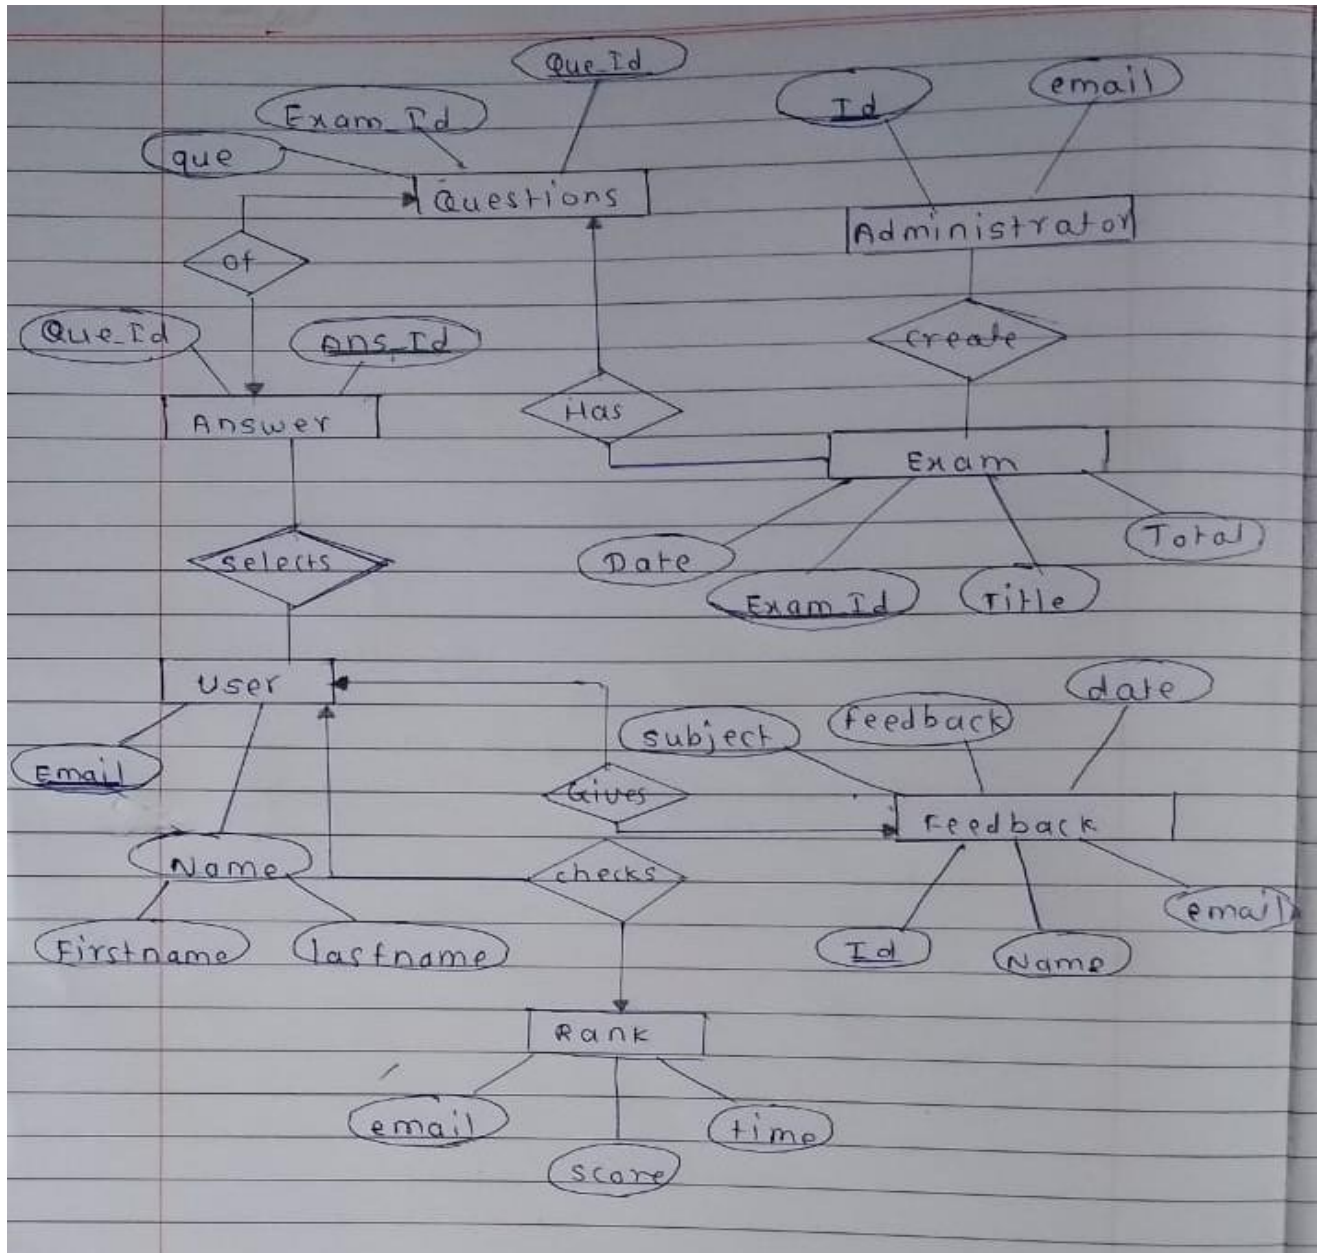 Que_Id
Id
email
Exam_Id
que
Questions
Administrator
of
create
Que_Id
Ans_Id
Has
Answer
Exam
Date
Exam_Id
Title
Total
selects
User
date
feedback
subject
Email
Gives
Feedback
Name
checks
email
Firstname
lastname
Id
Name
Rank
email
time
score